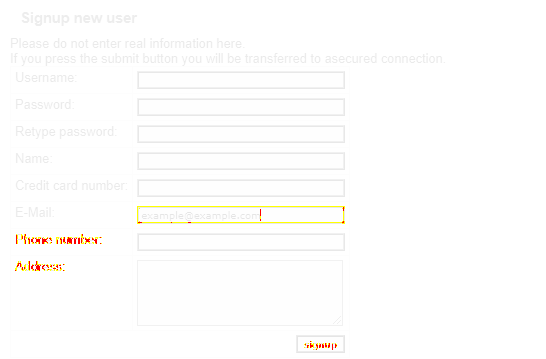 Signup new user
Please do not enter real information here.
If you press the submit button you will be transferred to asecured connection.
Username:
Password:
Retype password:
Name:
Credit card number:
E-Mail: example@example.com
Phone number:
Address:
signup